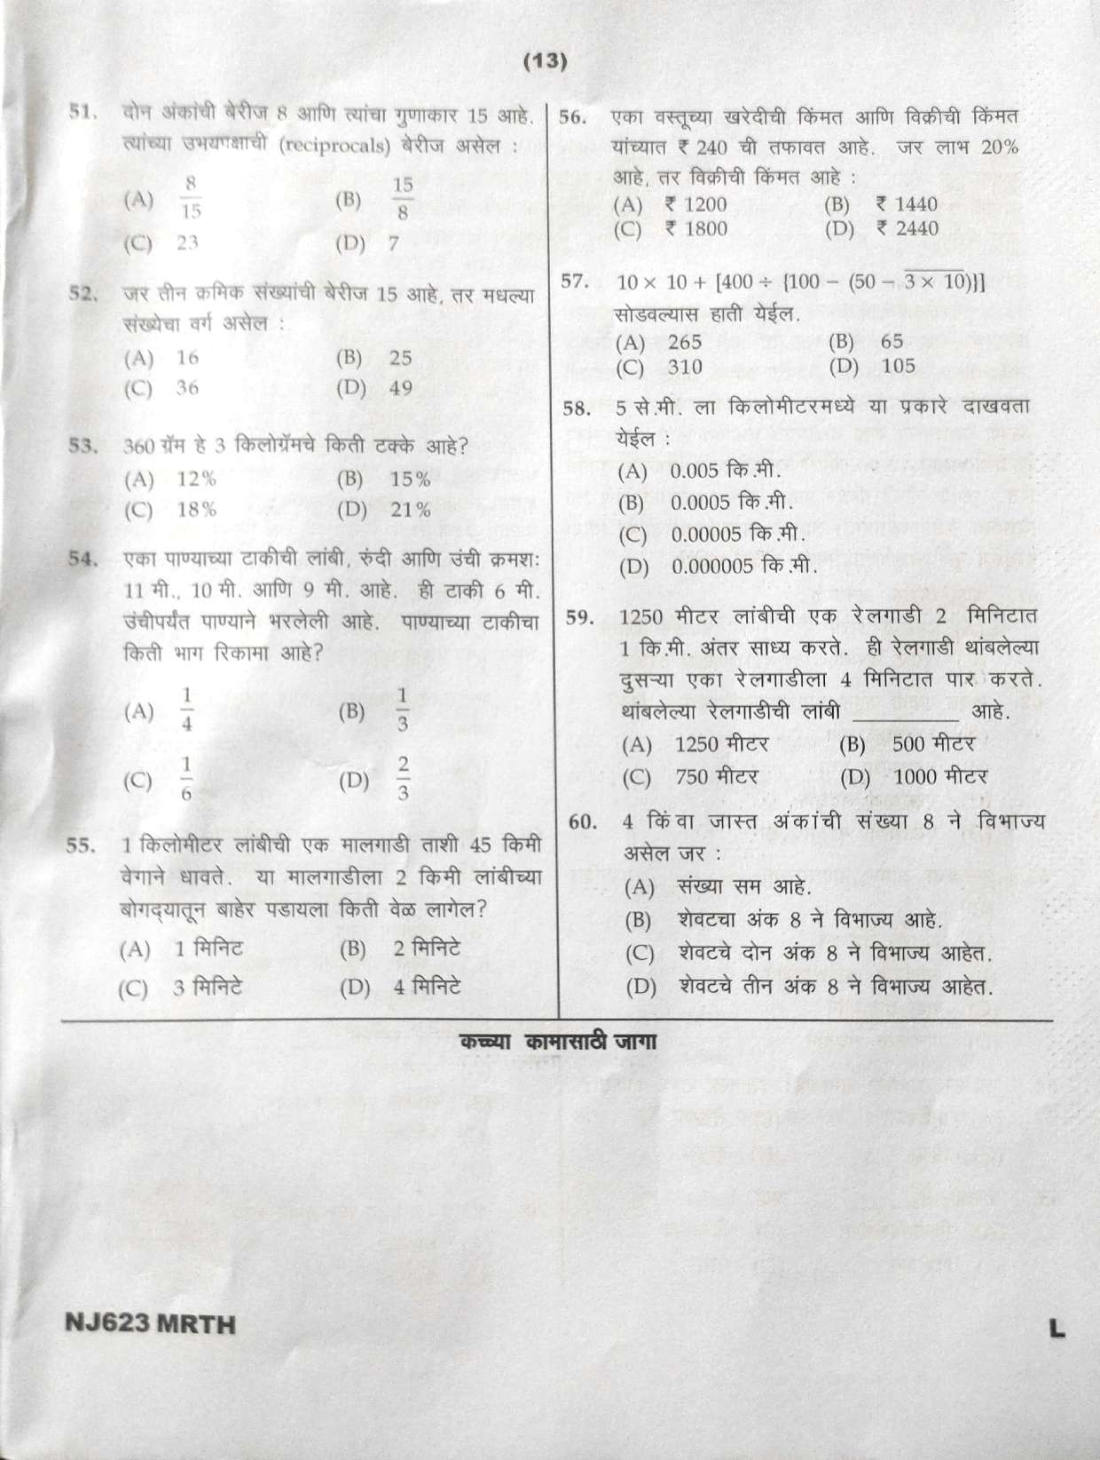 (13)
51. दोन अंकांची बेरीज 8 आणि त्यांचा गुणाकार 15 आहे.
त्यांच्या उभयपक्षाची (reciprocals) बेरीज असेल :
(A) 8/15 (B) 15/8
(C) 23 (D) 7
52. जर तीन क्रमिक संख्यांची बेरीज 15 आहे, तर मधल्या
संख्येचा वर्ग असेल :
(A) 16 (B) 25
(C) 36 (D) 49
53. 360 ग्रॅम हे 3 किलोग्रॅमचे किती टक्के आहे?
(A) 12% (B) 15%
(C) 18% (D) 21%
54. एका पाण्याच्या टाकीची लांबी, रुंदी आणि उंची क्रमशः
11 मी., 10 मी. आणि 9 मी. आहे. ही टाकी 6 मी.
उंचीपर्यंत पाण्याने भरलेली आहे. पाण्याच्या टाकीचा
किती भाग रिकामा आहे?
(A) 1/4 (B) 1/3
(C) 1/6 (D) 2/3
55. 1 किलोमीटर लांबीची एक मालगाडी ताशी 45 किमी
वेगाने धावते. या मालगाडीला 2 किमी लांबीच्या
बोगद्यातून बाहेर पडायला किती वेळ लागेल?
(A) 1 मिनिट (B) 2 मिनिटे
(C) 3 मिनिटे (D) 4 मिनिटे
56. एका वस्तूच्या खरेदीची किंमत आणि विक्रीची किंमत
यांच्यात ₹ 240 ची तफावत आहे. जर लाभ 20%
आहे, तर विक्रीची किंमत आहे :
(A) ₹ 1200 (B) ₹ 1440
(C) ₹ 1800 (D) ₹ 2440
57. 10 × 10 + [400 ÷ {100 − (50 − 3 × 10)}]
सोडवल्यास हाती येईल.
(A) 265 (B) 65
(C) 310 (D) 105
58. 5 से.मी. ला किलोमीटरमध्ये या प्रकारे दाखवता
येईल :
(A) 0.005 कि.मी.
(B) 0.0005 कि.मी.
(C) 0.00005 कि.मी.
(D) 0.000005 कि.मी.
59. 1250 मीटर लांबीची एक रेलगाडी 2 मिनिटात
1 कि.मी. अंतर साध्य करते. ही रेलगाडी थांबलेल्या
दुसऱ्या एका रेलगाडीला 4 मिनिटात पार करते.
थांबलेल्या रेलगाडीची लांबी __________ आहे.
(A) 1250 मीटर (B) 500 मीटर
(C) 750 मीटर (D) 1000 मीटर
60. 4 किंवा जास्त अंकांची संख्या 8 ने विभाज्य
असेल जर :
(A) संख्या सम आहे.
(B) शेवटचा अंक 8 ने विभाज्य आहे.
(C) शेवटचे दोन अंक 8 ने विभाज्य आहेत.
(D) शेवटचे तीन अंक 8 ने विभाज्य आहेत.
कच्च्या कामासाठी जागा
NJ623 MRTH L